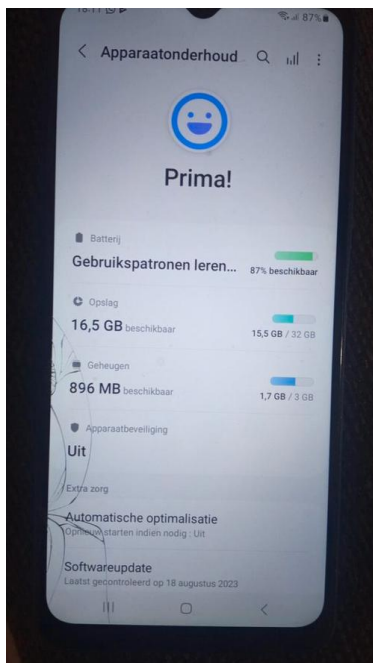 87%
Apparaatonderhoud
Prima!
Batterij
Gebruikspatronen leren...
87% beschikbaar
Opslag
16,5 GB beschikbaar
15,5 GB / 32 GB
Geheugen
896 MB beschikbaar
1,7 GB / 3 GB
Apparaatbeveiliging
Uit
Extra zorg
Automatische optimalisatie
Opnieuw starten indien nodig : Uit
Softwareupdate
Laatst gecontroleerd op 18 augustus 2023